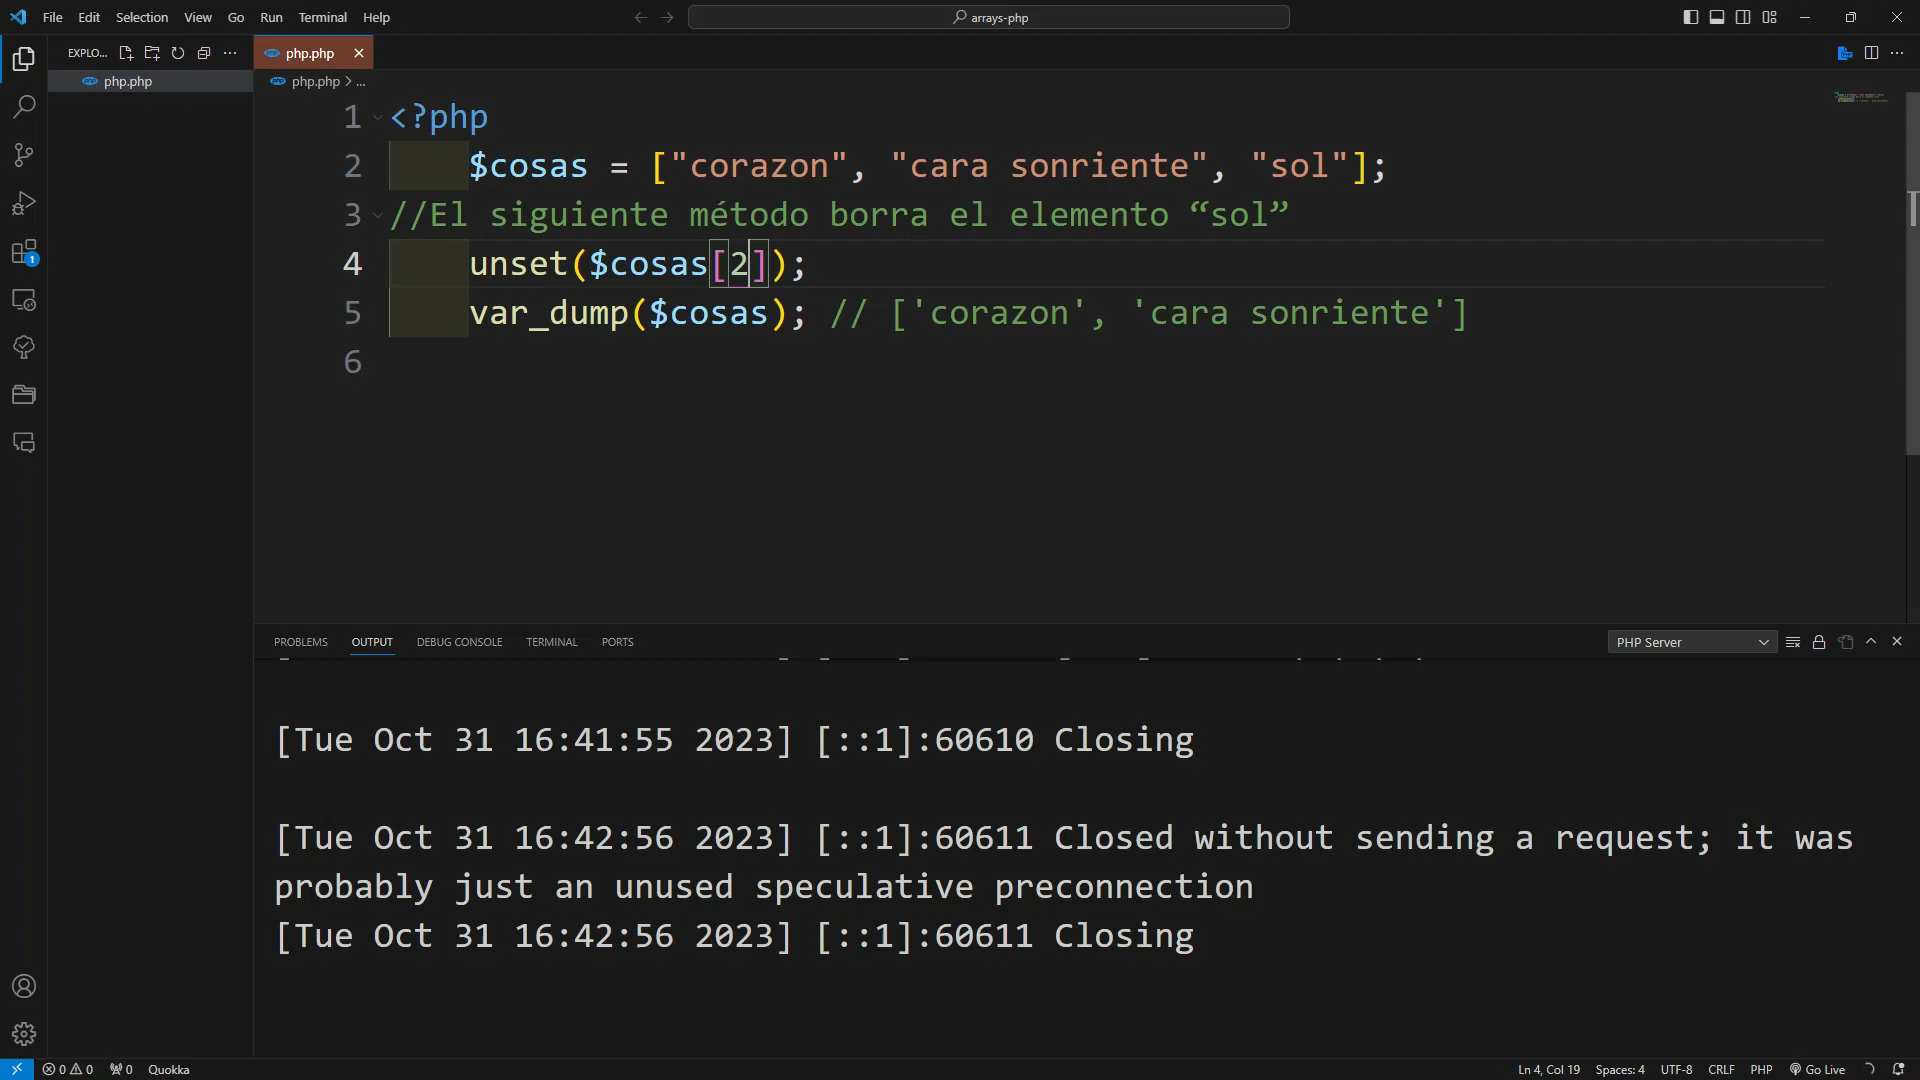 File Edit Selection View Go Run Terminal Help
arrays-php
EXPLO...
php.php
php.php
php.php > ...
1 <?php
2 $cosas = ["corazon", "cara sonriente", "sol"];
3 //El siguiente método borra el elemento “sol”
4 unset($cosas[2]);
5 var_dump($cosas); // ['corazon', 'cara sonriente']
6
1
PROBLEMS OUTPUT DEBUG CONSOLE TERMINAL PORTS
PHP Server
[Tue Oct 31 16:41:55 2023] [::1]:60610 Closing
[Tue Oct 31 16:42:56 2023] [::1]:60611 Closed without sending a request; it was
probably just an unused speculative preconnection
[Tue Oct 31 16:42:56 2023] [::1]:60611 Closing
0 0 0 Quokka
Ln 4, Col 19 Spaces: 4 UTF-8 CRLF PHP Go Live